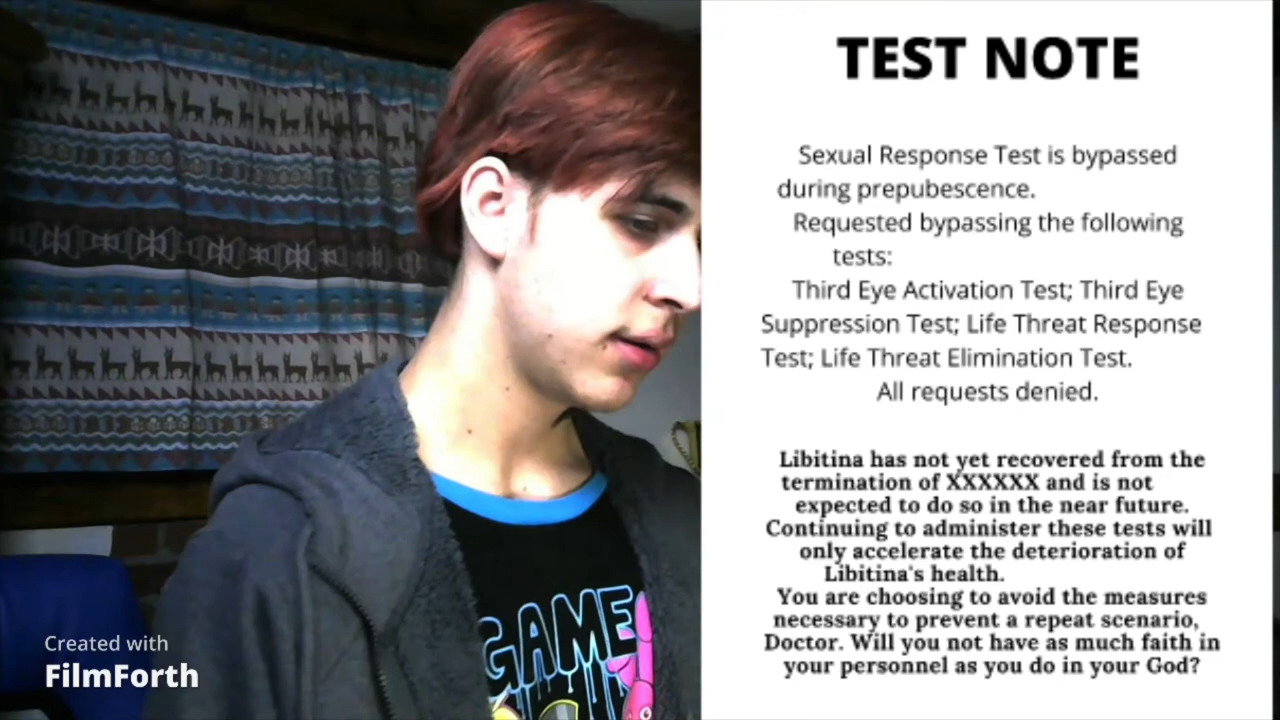 TEST NOTE
Sexual Response Test is bypassed
during prepubescence.
Requested bypassing the following
tests:
Third Eye Activation Test; Third Eye
Suppression Test; Life Threat Response
Test; Life Threat Elimination Test.
All requests denied.
Libitina has not yet recovered from the
termination of XXXXXX and is not
expected to do so in the near future.
Continuing to administer these tests will
only accelerate the deterioration of
Libitina's health.
You are choosing to avoid the measures
necessary to prevent a repeat scenario,
Doctor. Will you not have as much faith in
your personnel as you do in your God?
GAME
Created with
FilmForth